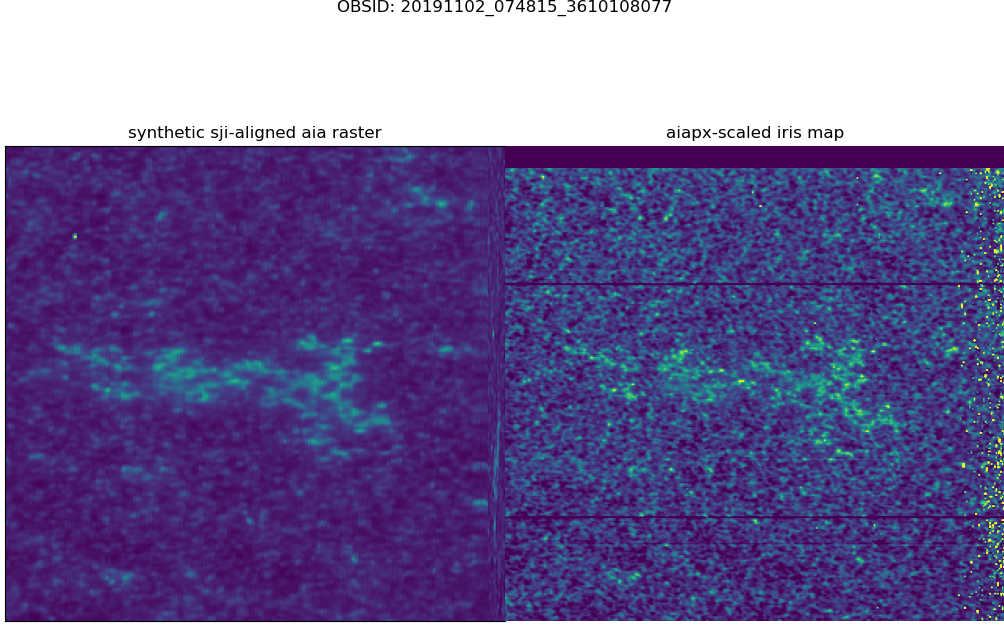 OBSID: 20191102_074815_3610108077
synthetic sji-aligned aia raster
aiapx-scaled iris map